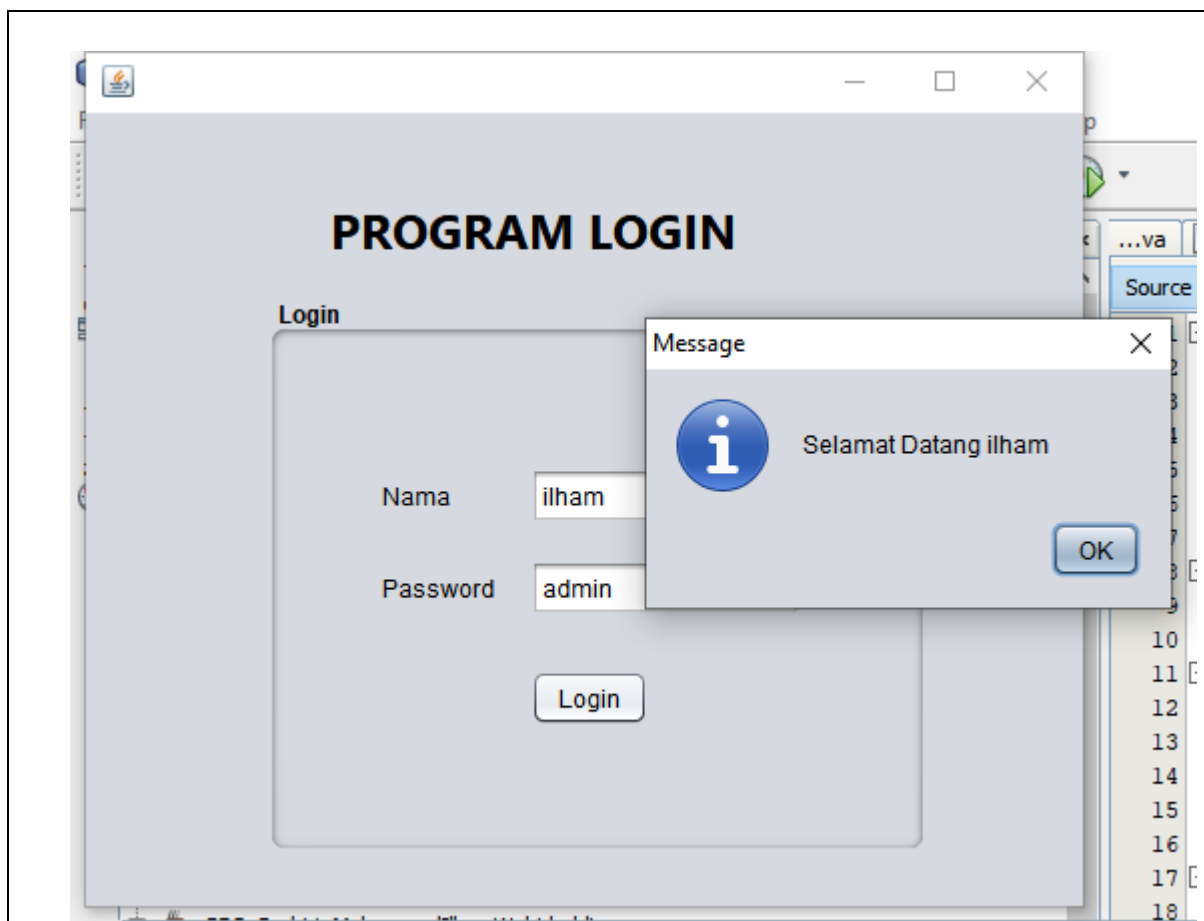 PROGRAM LOGIN
...va
Source
Login
Message
Selamat Datang ilham
Nama
ilham
OK
Password
admin
Login
10
11
12
13
14
15
16
17
18